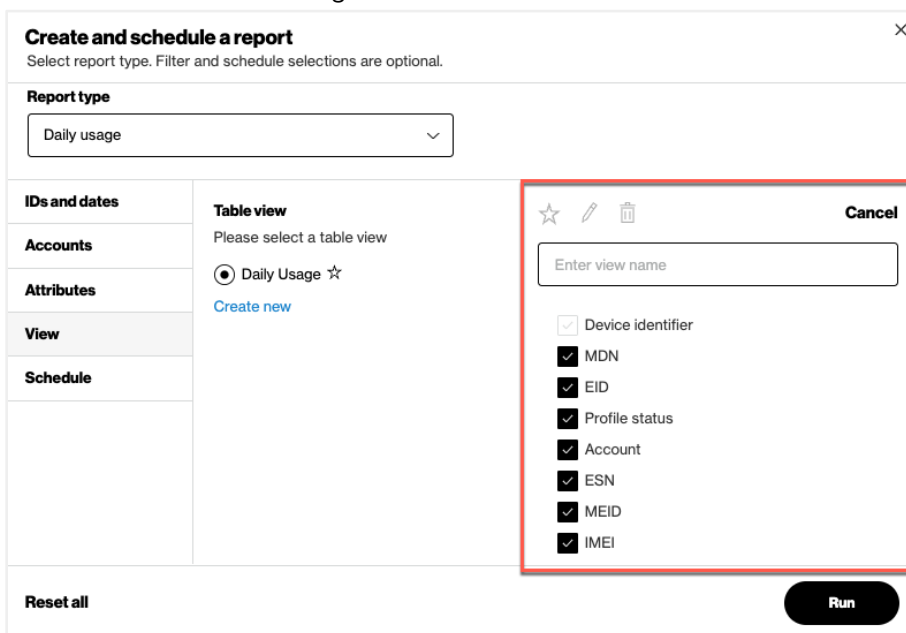 Create and schedule a report
Select report type. Filter and schedule selections are optional.
Report type
Daily usage
IDs and dates
Accounts
Attributes
View
Schedule
Table view
Please select a table view
Daily Usage
Create new
Cancel
Enter view name
Device identifier
MDN
EID
Profile status
Account
ESN
MEID
IMEI
Reset all
Run